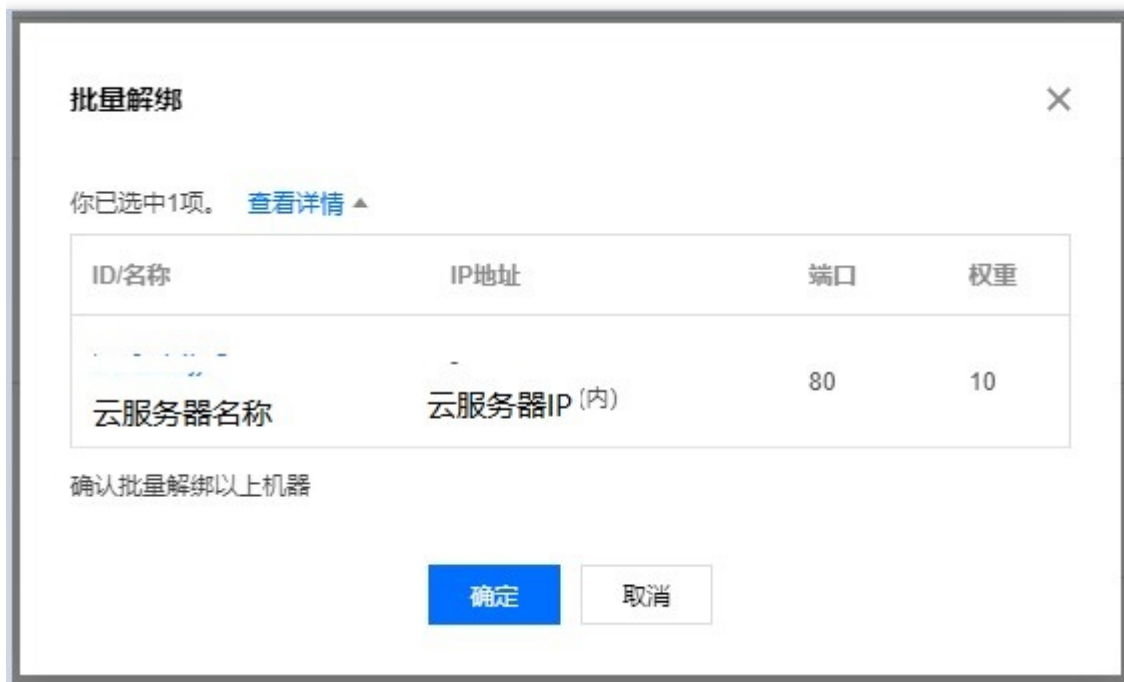 批量解绑
你已选中1项。 查看详情
ID/名称 IP地址 端口 权重
-
云服务器名称 云服务器IP (内) 80 10
确认批量解绑以上机器
确定 取消